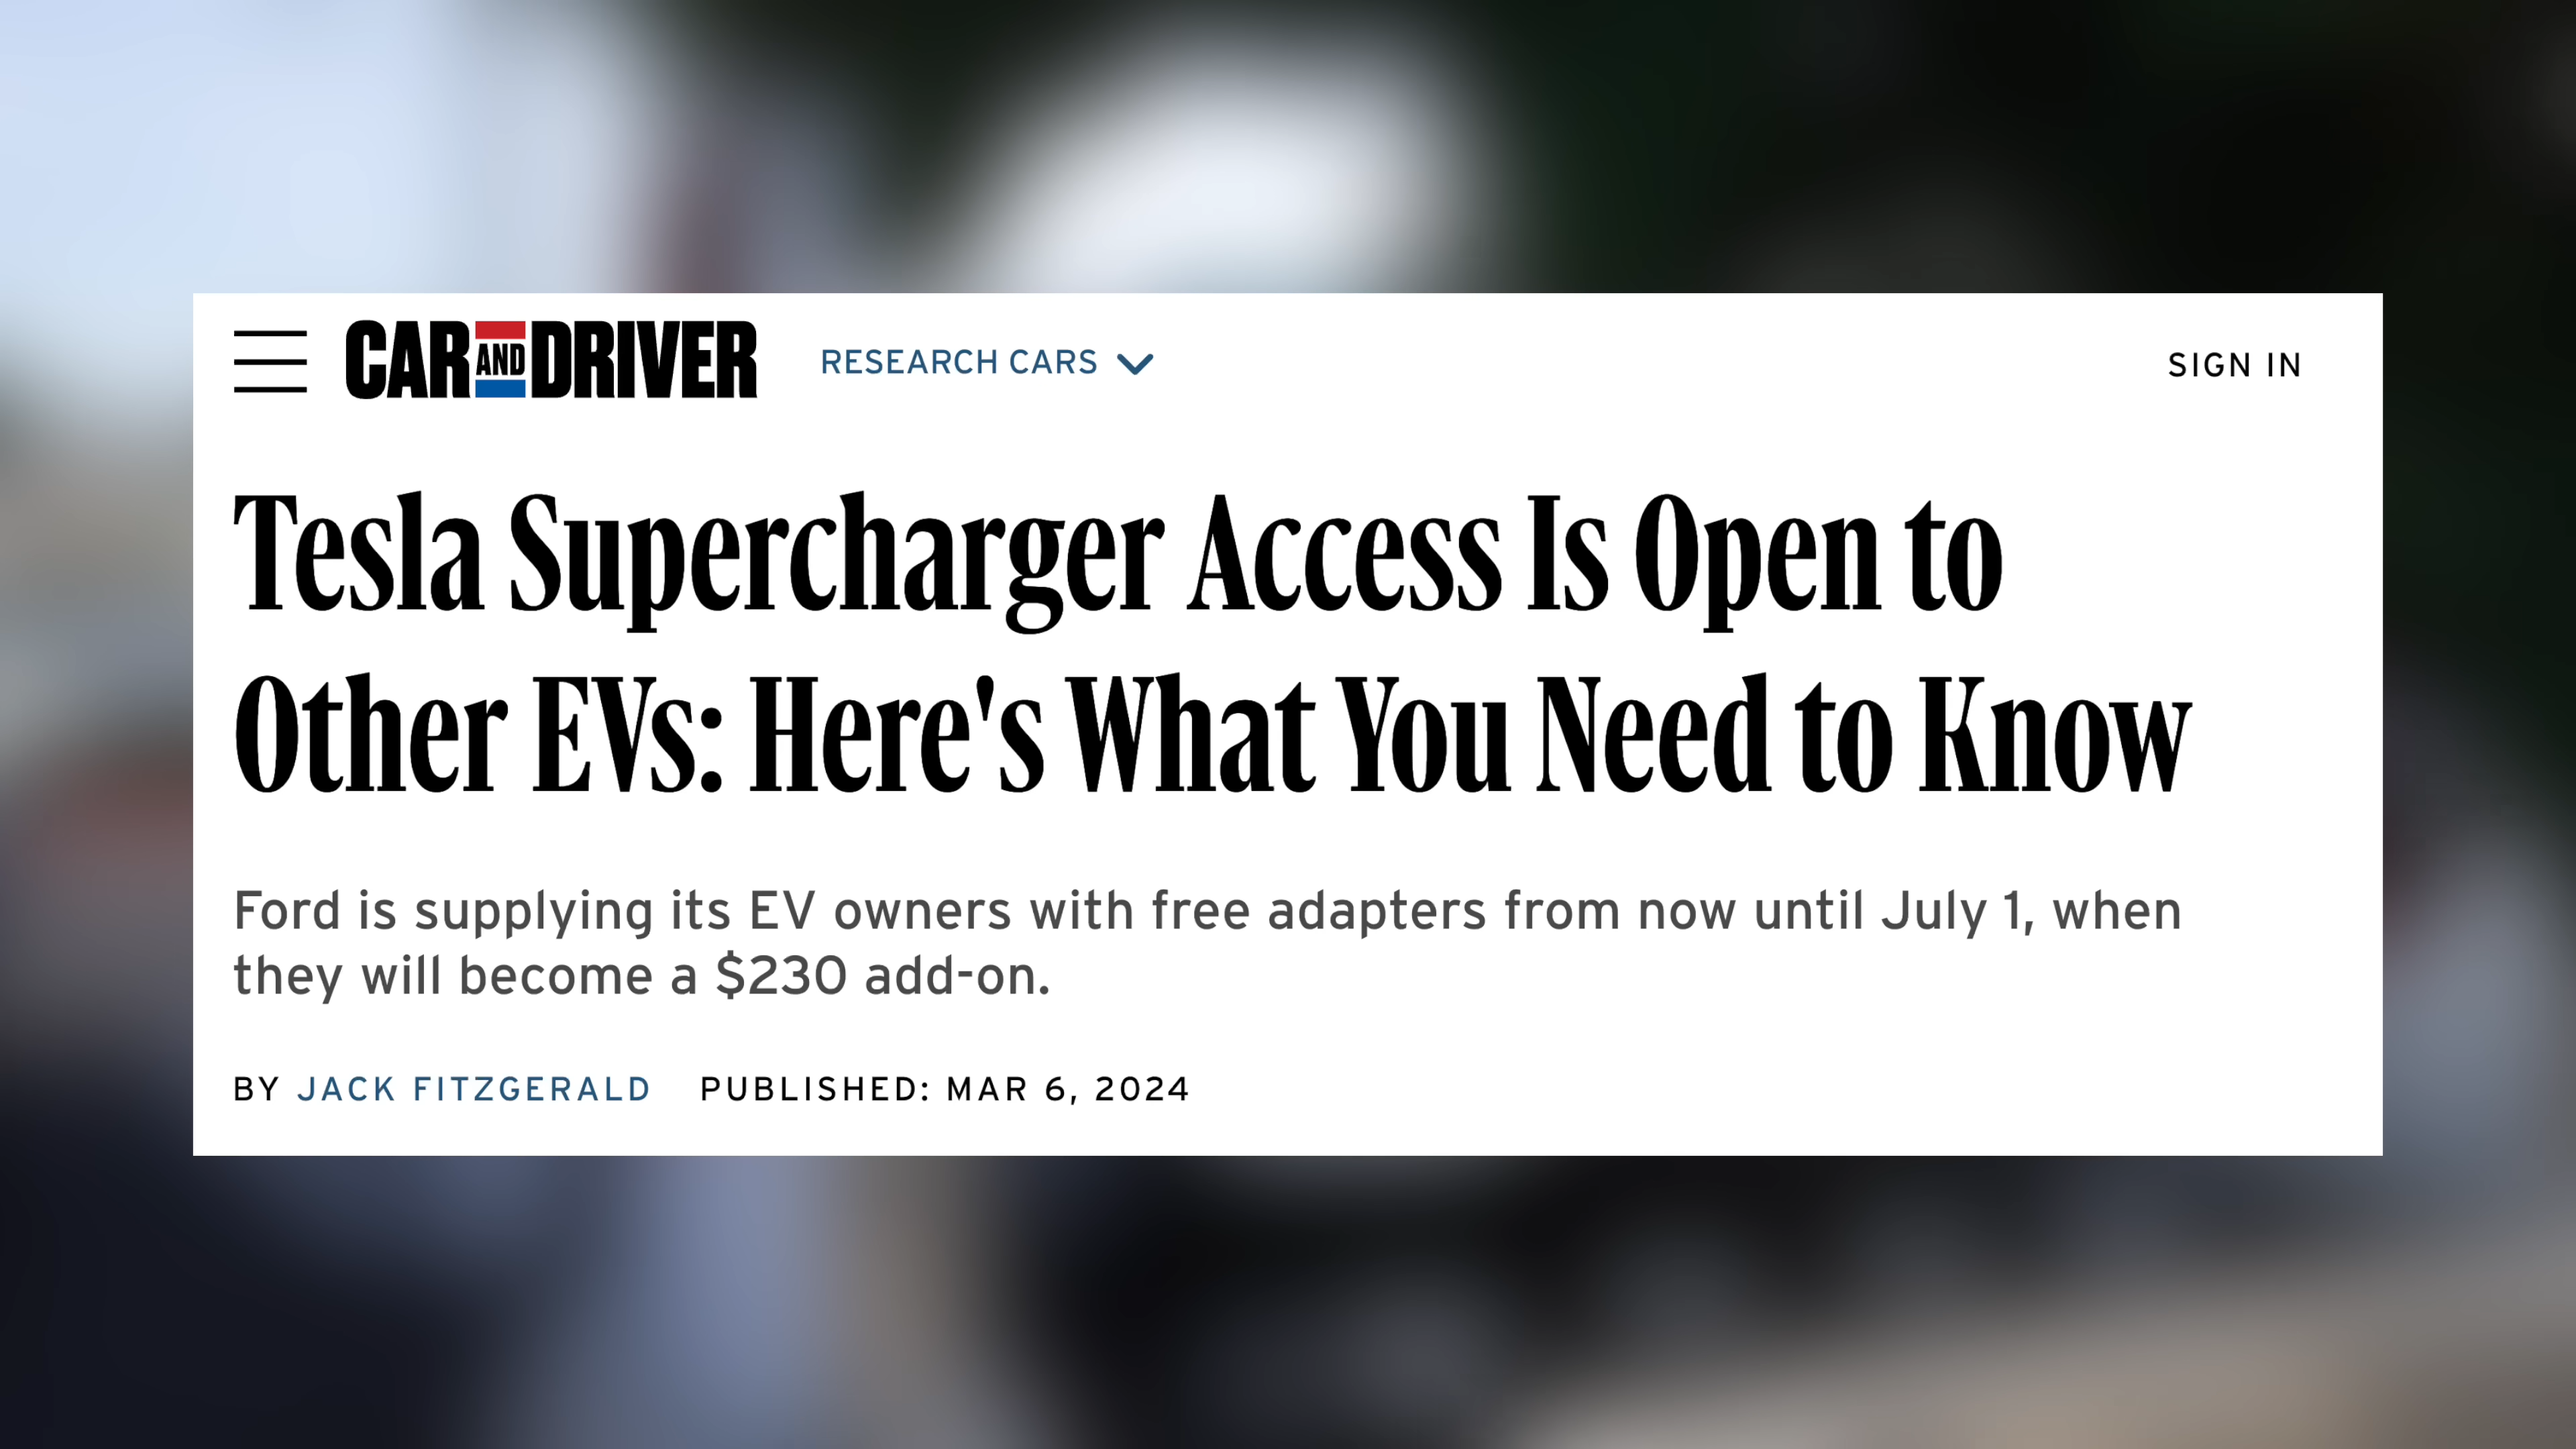 CAR AND DRIVER RESEARCH CARS SIGN IN
Tesla Supercharger Access Is Open to
Other EVs: Here's What You Need to Know
Ford is supplying its EV owners with free adapters from now until July 1, when
they will become a $230 add-on.
BY JACK FITZGERALD PUBLISHED: MAR 6, 2024